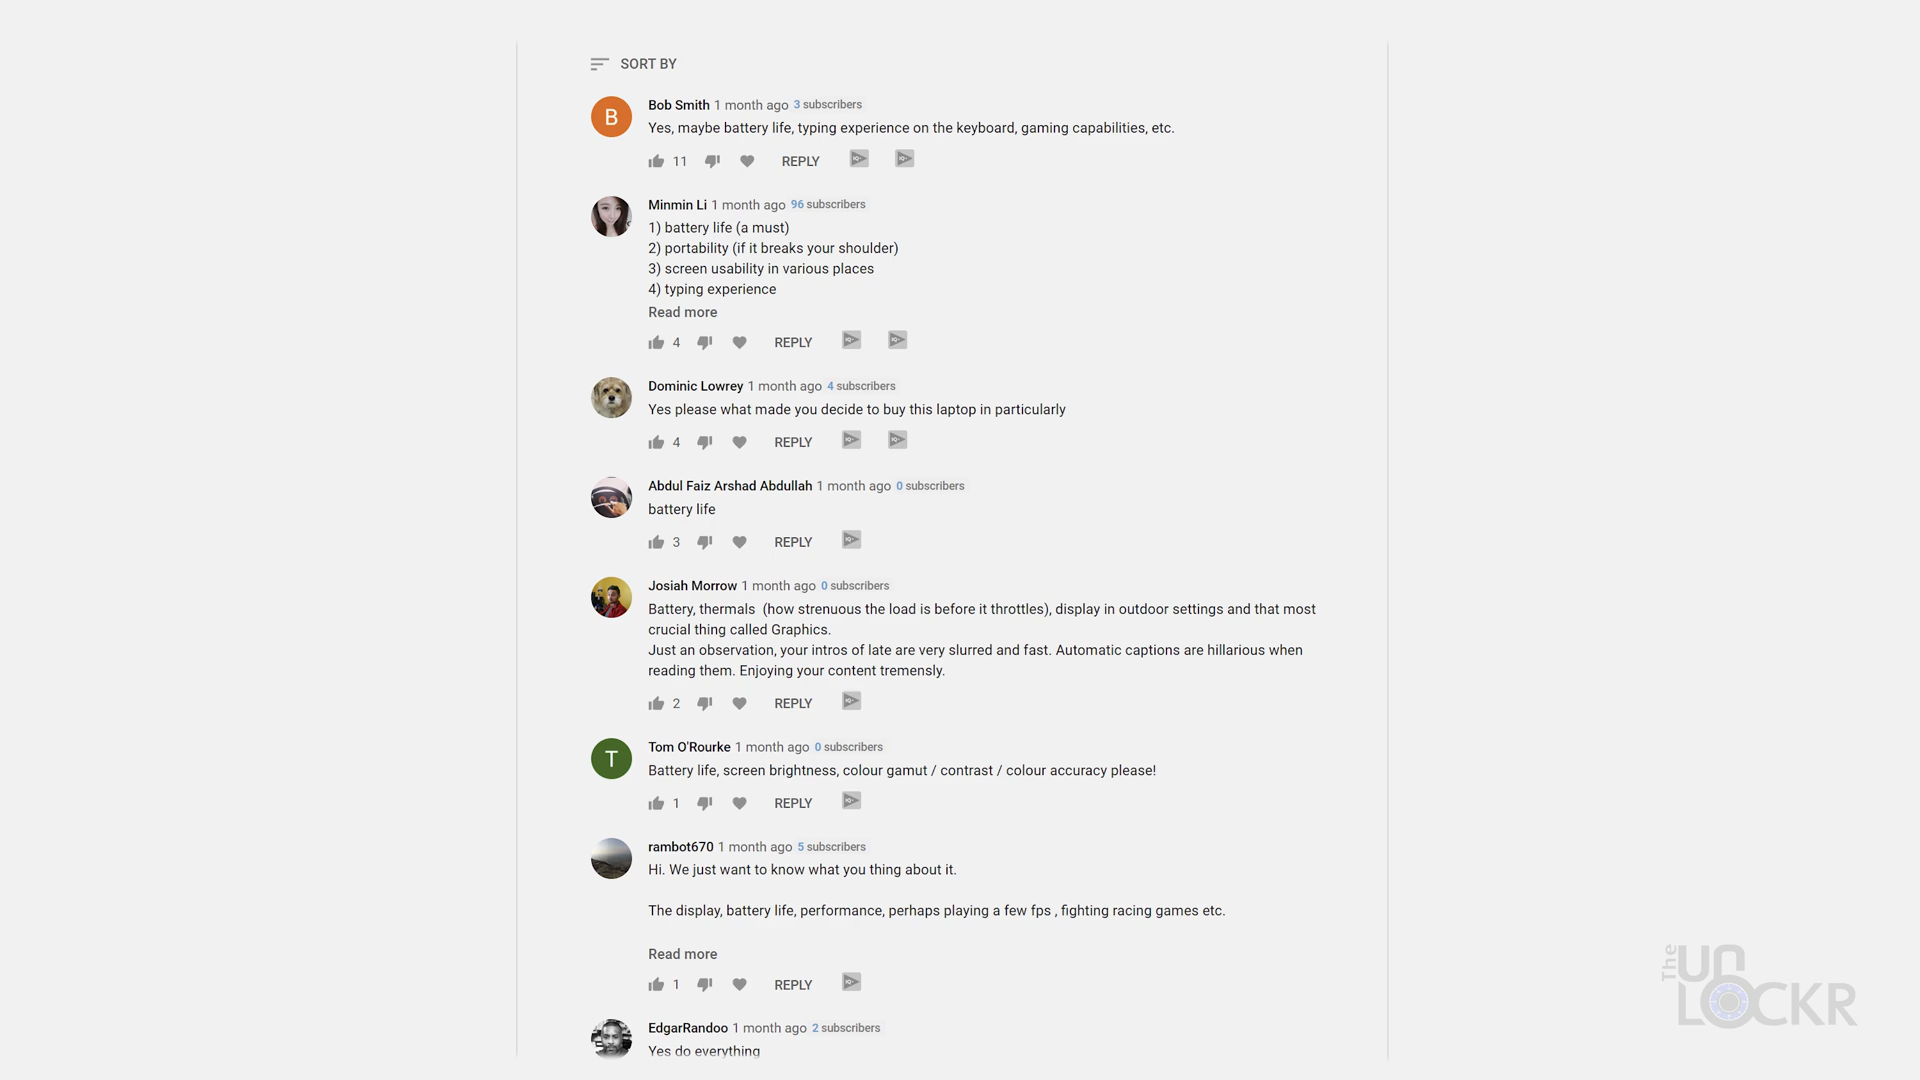 SORT BY
B
Bob Smith 1 month ago 3 subscribers
Yes, maybe battery life, typing experience on the keyboard, gaming capabilities, etc.
11 REPLY
Minmin Li 1 month ago 96 subscribers
1) battery life (a must)
2) portability (if it breaks your shoulder)
3) screen usability in various places
4) typing experience
Read more
4 REPLY
Dominic Lowrey 1 month ago 4 subscribers
Yes please what made you decide to buy this laptop in particularly
4 REPLY
Abdul Faiz Arshad Abdullah 1 month ago 0 subscribers
battery life
3 REPLY
Josiah Morrow 1 month ago 0 subscribers
Battery, thermals  (how strenuous the load is before it throttles), display in outdoor settings and that most
crucial thing called Graphics.
Just an observation, your intros of late are very slurred and fast. Automatic captions are hillarious when
reading them. Enjoying your content tremensly.
2 REPLY
T
Tom O'Rourke 1 month ago 0 subscribers
Battery life, screen brightness, colour gamut / contrast / colour accuracy please!
1 REPLY
rambot670 1 month ago 5 subscribers
Hi. We just want to know what you thing about it.
The display, battery life, performance, perhaps playing a few fps , fighting racing games etc.
Read more
1 REPLY
EdgarRandoo 1 month ago 2 subscribers
Yes do everything
The UnLOCKR